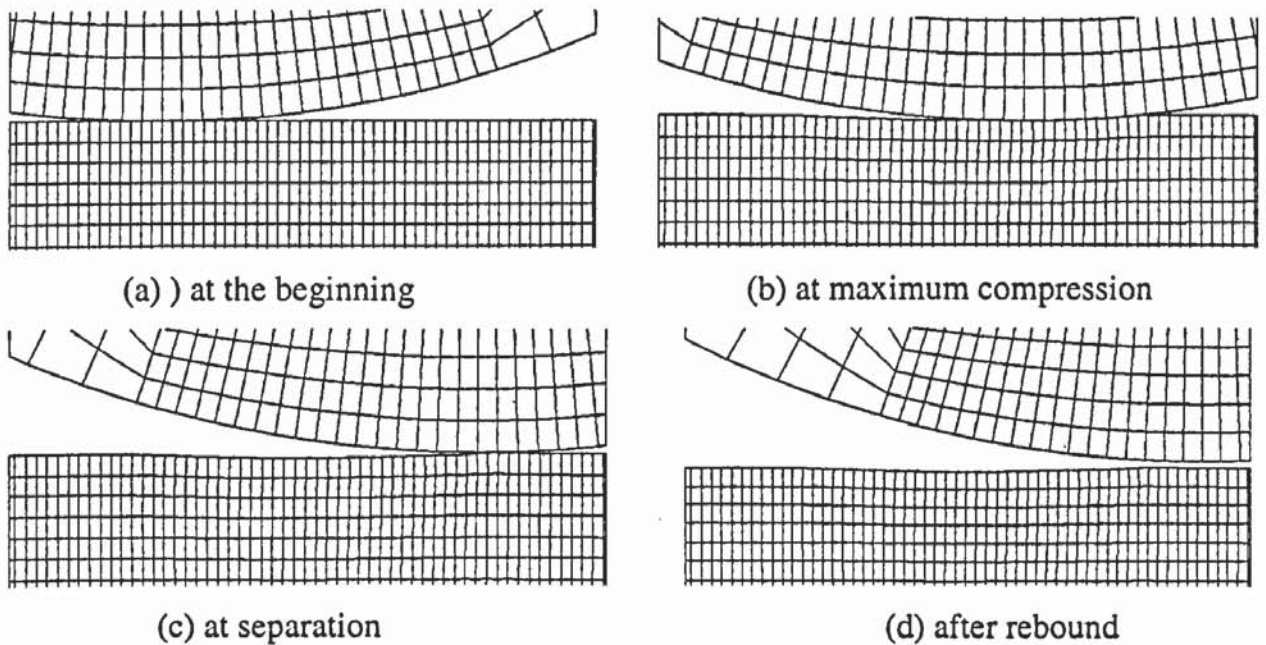 (a) ) at the beginning
(b) at maximum compression
(c) at separation
(d) after rebound